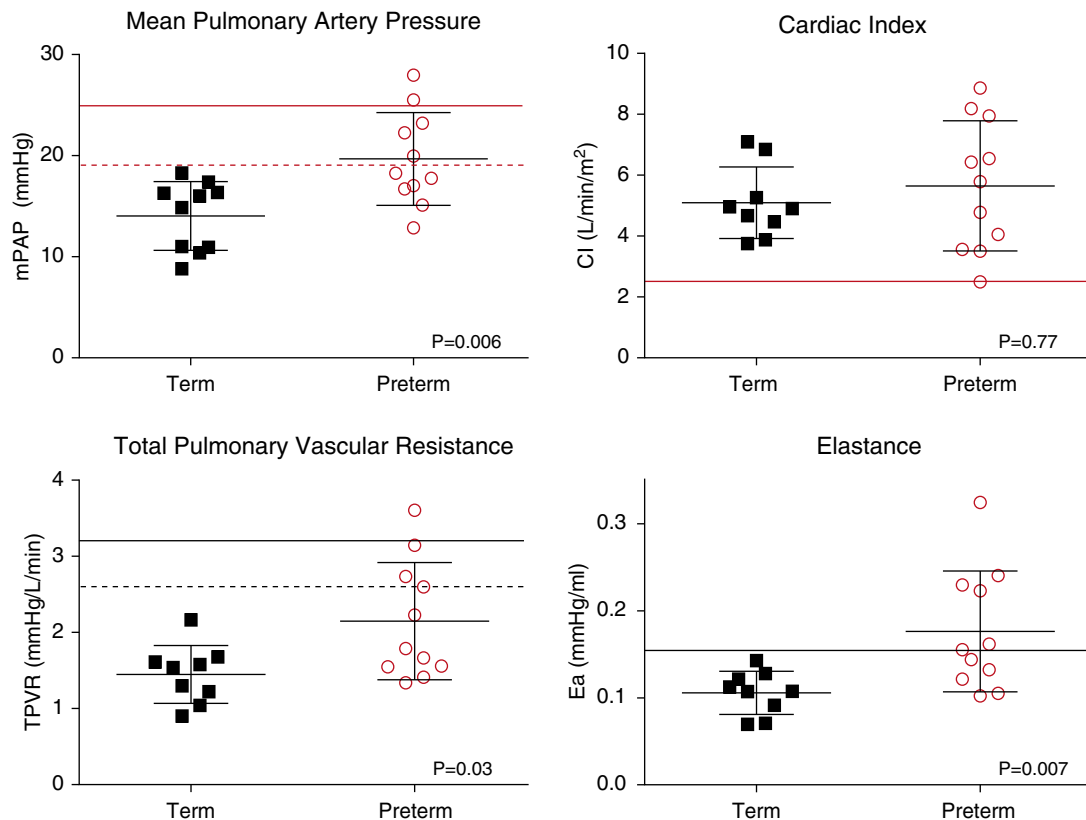 Mean Pulmonary Artery Pressure
30
20
10
0
mPAP (mmHg)
P=0.006
Term Preterm
Cardiac Index
10
8
6
4
2
0
CI (L/min/m²)
P=0.77
Term Preterm
Total Pulmonary Vascular Resistance
4
3
2
1
0
TPVR (mmHg/L/min)
P=0.03
Term Preterm
Elastance
0.3
0.2
0.1
0.0
Ea (mmHg/ml)
P=0.007
Term Preterm